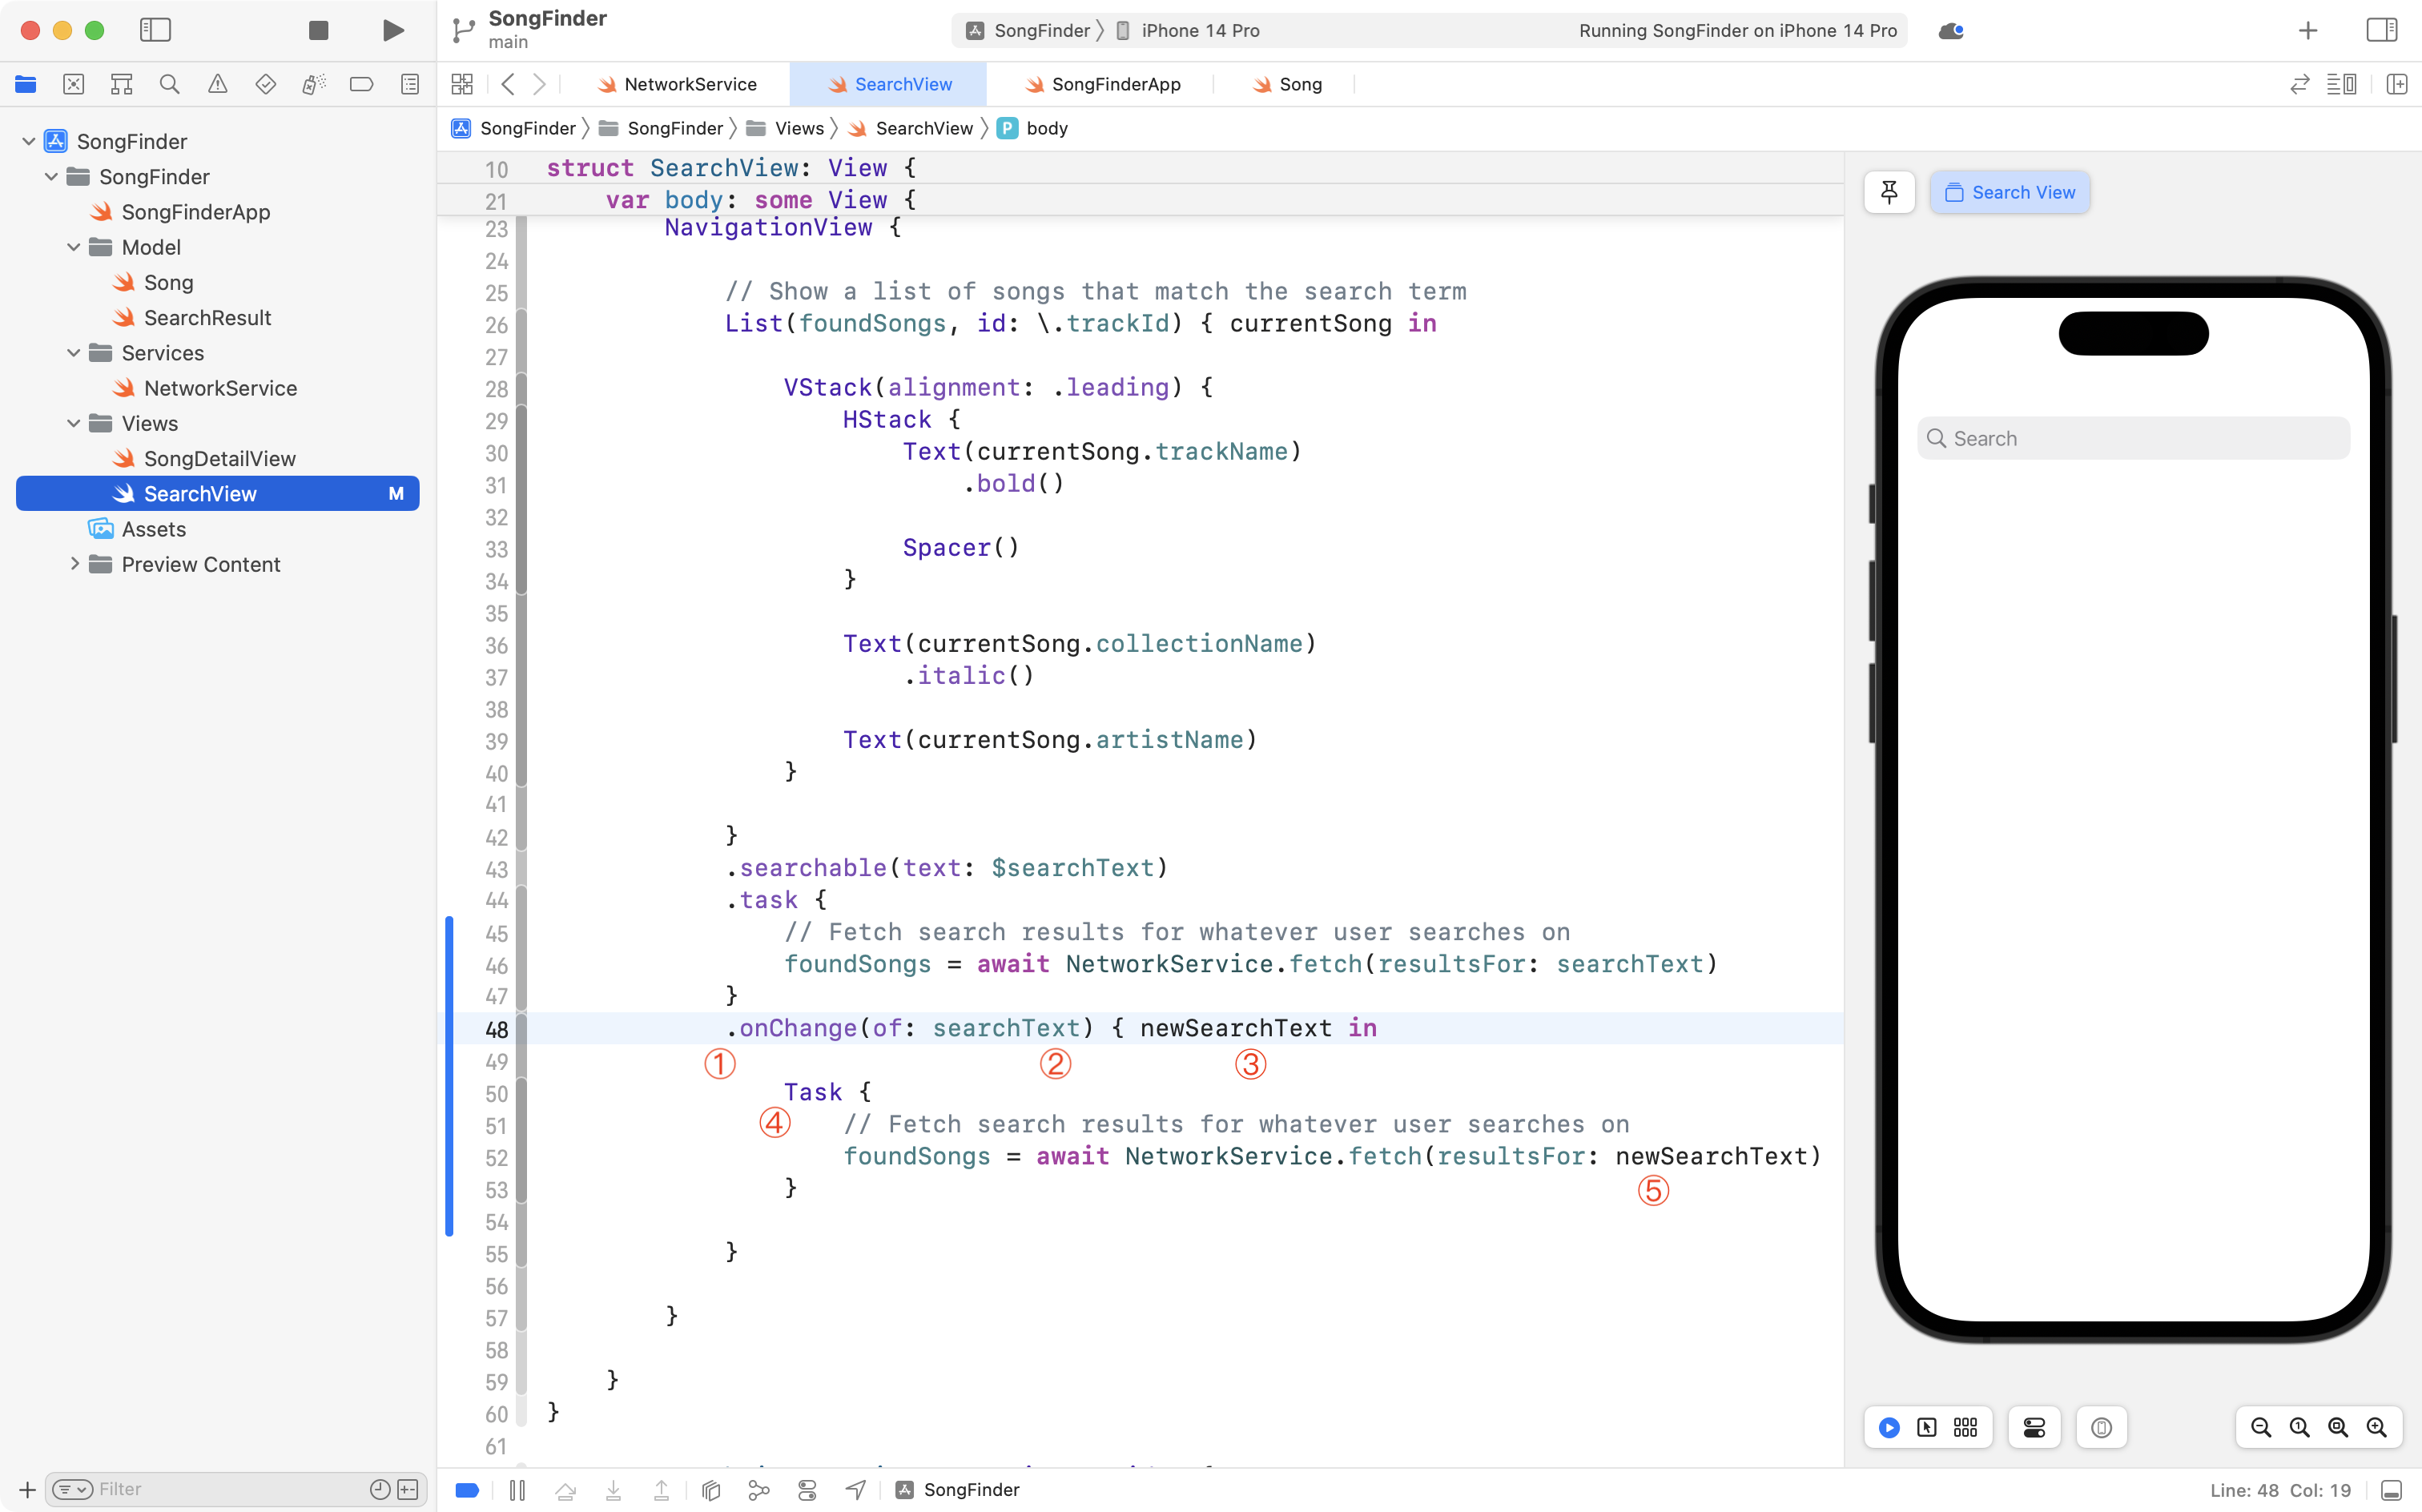 SongFinder
main
SongFinder
iPhone 14 Pro
Running SongFinder on iPhone 14 Pro
NetworkService
SearchView
SongFinderApp
Song
SongFinder
SongFinder
Views
SearchView
P
body
SongFinder
SongFinder
SongFinderApp
Model
Song
SearchResult
Services
NetworkService
Views
SongDetailView
SearchView M
Assets
Preview Content
Filter
10 struct SearchView: View {
21 var body: some View {
23 NavigationView {
24
25 // Show a list of songs that match the search term
26 List(foundSongs, id: \.trackId) { currentSong in
27
28 VStack(alignment: .leading) {
29 HStack {
30 Text(currentSong.trackName)
31 .bold()
32
33 Spacer()
34 }
35
36 Text(currentSong.collectionName)
37 .italic()
38
39 Text(currentSong.artistName)
40 }
41
42 }
43 .searchable(text: $searchText)
44 .task {
45 // Fetch search results for whatever user searches on
46 foundSongs = await NetworkService.fetch(resultsFor: searchText)
47 }
48 .onChange(of: searchText) { newSearchText in
49 ① ② ③
50 Task {
51 ④ // Fetch search results for whatever user searches on
52 foundSongs = await NetworkService.fetch(resultsFor: newSearchText)
53 } ⑤
54
55 }
56
57 }
58
59 }
60 }
61
Search View
Search
SongFinder
Line: 48 Col: 19